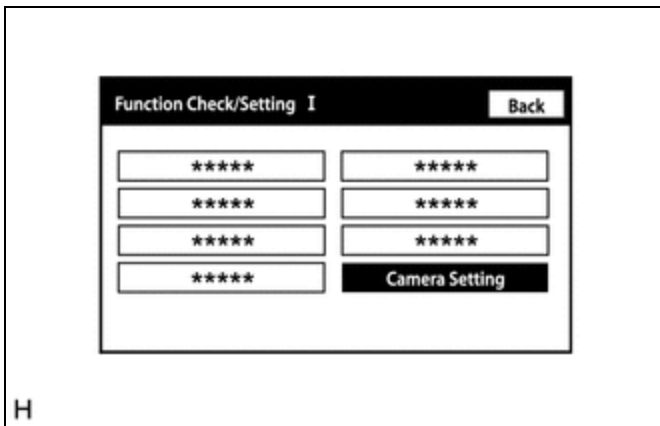 Function Check/Setting I
Back
***** *****
***** *****
***** *****
***** Camera Setting
H